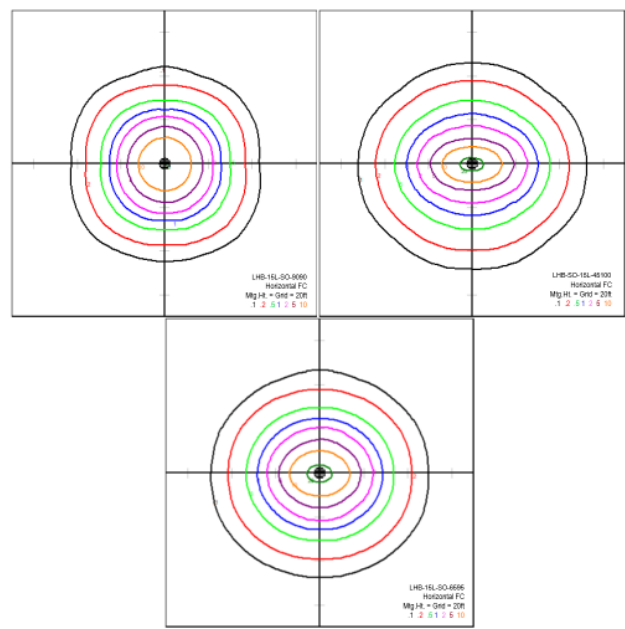 LHB-15L-SO-9090
Horizontal FC
Mtg.Ht. = Grid = 20ft
.1 .2 .5 1 2 5 10
LHB-SO-15L-48100
Horizontal FC
Mtg.Ht. = Grid = 20ft
.1 .2 .5 1 2 5 10
LHB-15L-SO-6595
Horizontal FC
Mtg.Ht. = Grid = 20ft
.1 .2 .5 1 2 5 10